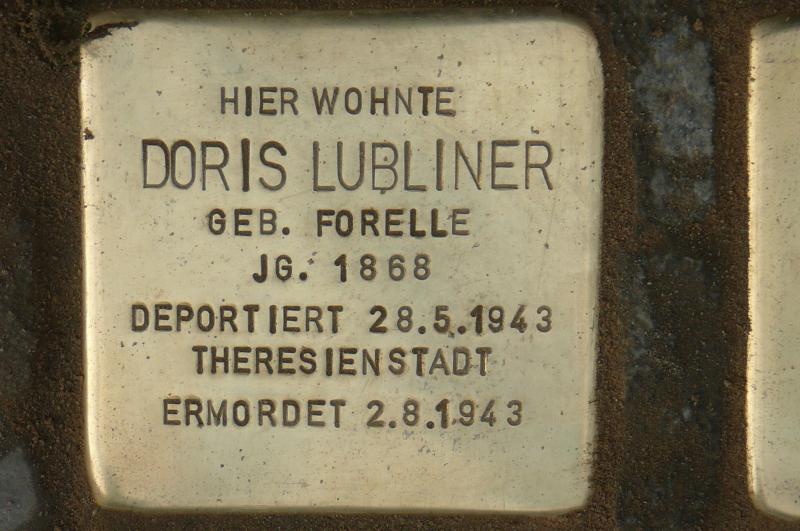 HIER WOHNTE
DORIS LUBLINER
GEB. FORELLE
JG. 1868
DEPORTIERT 28.5.1943
THERESIENSTADT
ERMORDET 2.8.1943